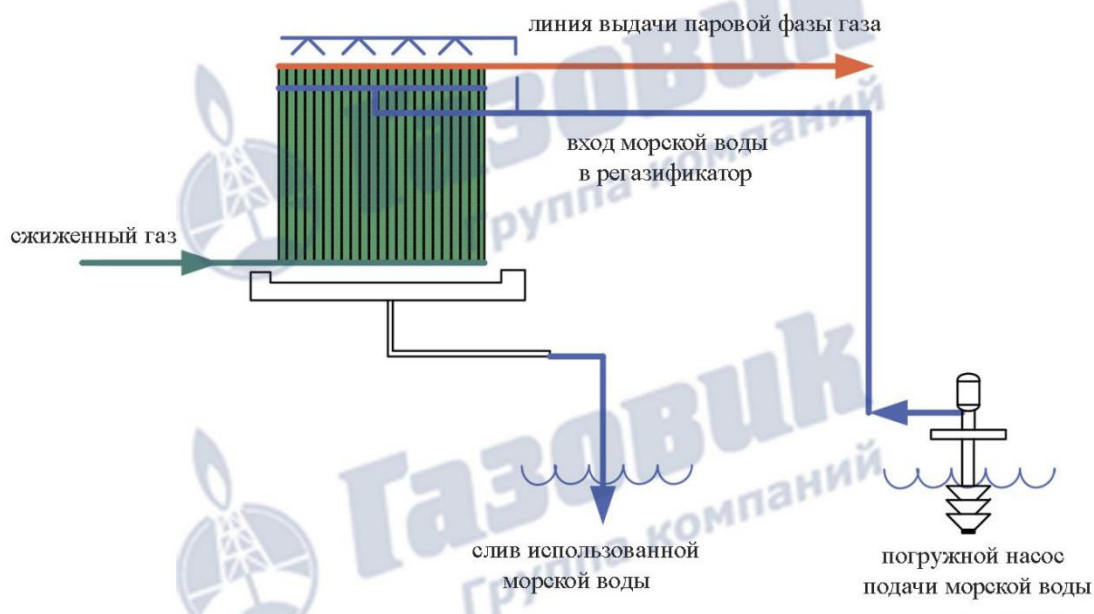 линия выдачи паровой фазы газа
Газовик
Группа компаний
вход морской воды
в регазификатор
сжиженный газ
Газовик
Группа компаний
слив использованной
морской воды
погружной насос
подачи морской воды